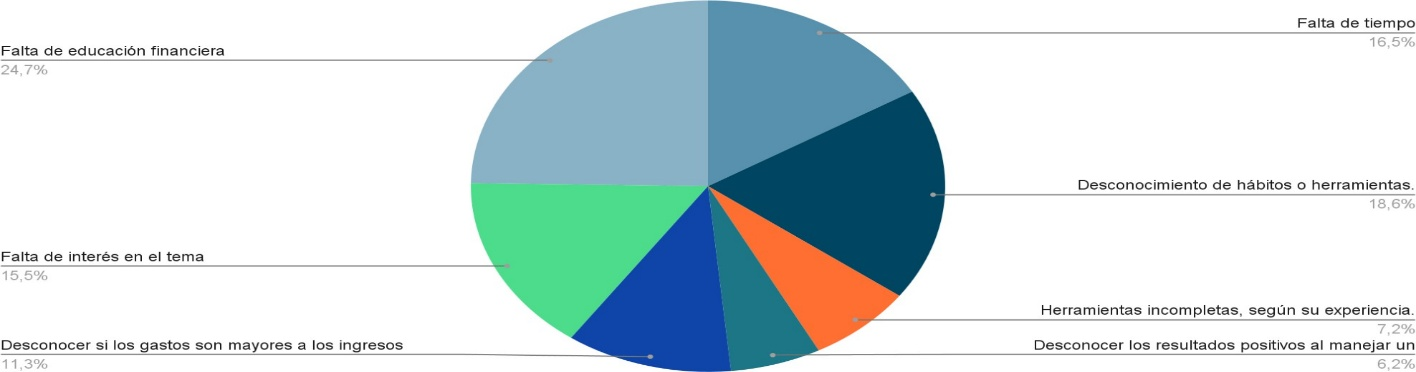 Falta de tiempo
16,5%
Desconocimiento de hábitos o herramientas.
18,6%
Herramientas incompletas, según su experiencia.
7,2%
Desconocer los resultados positivos al manejar un
6,2%
Desconocer si los gastos son mayores a los ingresos
11,3%
Falta de interés en el tema
15,5%
Falta de educación financiera
24,7%